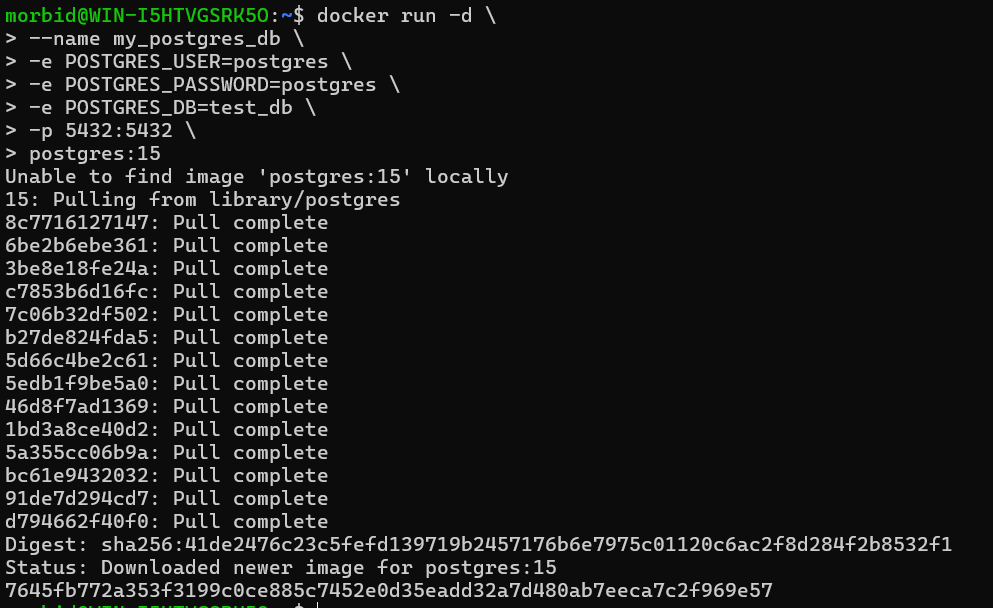 morbid@WIN-I5HTVGSRK5O:~$ docker run -d \
> --name my_postgres_db \
> -e POSTGRES_USER=postgres \
> -e POSTGRES_PASSWORD=postgres \
> -e POSTGRES_DB=test_db \
> -p 5432:5432 \
> postgres:15
Unable to find image 'postgres:15' locally
15: Pulling from library/postgres
8c7716127147: Pull complete
6be2b6ebe361: Pull complete
3be8e18fe24a: Pull complete
c7853b6d16fc: Pull complete
7c06b32df502: Pull complete
b27de824fda5: Pull complete
5d66c4be2c61: Pull complete
5edb1f9be5a0: Pull complete
46d8f7ad1369: Pull complete
1bd3a8ce40d2: Pull complete
5a355cc06b9a: Pull complete
bc61e9432032: Pull complete
91de7d294cd7: Pull complete
d794662f40f0: Pull complete
Digest: sha256:41de2476c23c5fefd139719b2457176b6e7975c01120c6ac2f8d284f2b8532f1
Status: Downloaded newer image for postgres:15
7645fb772a353f3199c0ce885c7452e0d35eadd32a7d480ab7eeca7c2f969e57